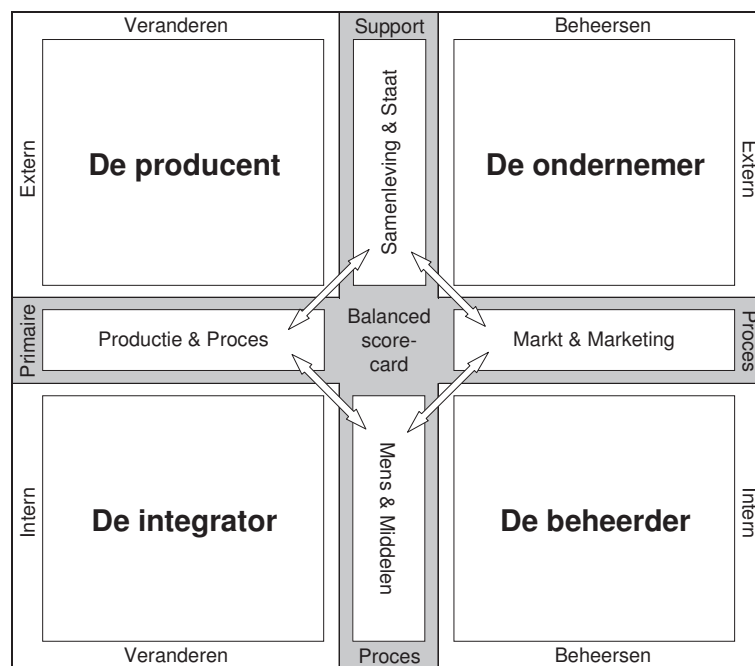 Veranderen
Support
Beheersen
Extern
De producent
Samenleving & Staat
De ondernemer
Extern
Primaire
Productie & Proces
Balanced
score-
card
Markt & Marketing
Proces
Intern
De integrator
Mens & Middelen
De beheerder
Intern
Veranderen
Proces
Beheersen